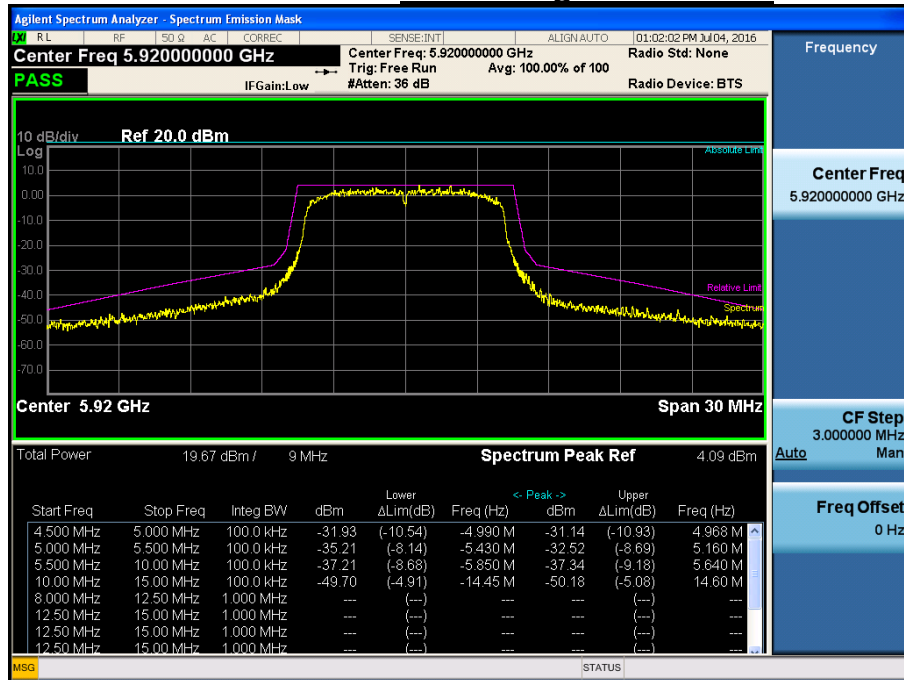 Agilent Spectrum Analyzer - Spectrum Emission Mask
LXI RL RF 50 Ω AC CORREC SENSE:INT ALIGN AUTO 01:02:02 PM Jul 04, 2016
Center Freq 5.920000000 GHz Center Freq: 5.920000000 GHz Radio Std: None
Trig: Free Run Avg: 100.00% of 100
PASS IFGain:Low #Atten: 36 dB Radio Device: BTS
10 dB/div Ref 20.0 dBm
Log
Absolute Limit
10.0
0.00
-10.0
-20.0
-30.0
Relative Limit
-40.0
Spectrum
-50.0
-60.0
-70.0
Center 5.92 GHz Span 30 MHz
Total Power 19.67 dBm / 9 MHz Spectrum Peak Ref 4.09 dBm
Lower <- Peak -> Upper
Start Freq Stop Freq Integ BW dBm ΔLim(dB) Freq (Hz) dBm ΔLim(dB) Freq (Hz)
4.500 MHz 5.000 MHz 100.0 kHz -31.93 (-10.54) -4.990 M -31.14 (-10.93) 4.968 M
5.000 MHz 5.500 MHz 100.0 kHz -35.21 (-8.14) -5.430 M -32.52 (-8.69) 5.160 M
5.500 MHz 10.00 MHz 100.0 kHz -37.21 (-8.68) -5.850 M -37.34 (-9.18) 5.640 M
10.00 MHz 15.00 MHz 100.0 kHz -49.70 (-4.91) -14.45 M -50.18 (-5.08) 14.60 M
8.000 MHz 12.50 MHz 1.000 MHz --- (---) --- --- (---) ---
12.50 MHz 15.00 MHz 1.000 MHz --- (---) --- --- (---) ---
12.50 MHz 15.00 MHz 1.000 MHz --- (---) --- --- (---) ---
12.50 MHz 15.00 MHz 1.000 MHz --- (---) --- --- (---) ---
MSG STATUS
Frequency
Center Freq
5.920000000 GHz
CF Step
3.000000 MHz
Auto Man
Freq Offset
0 Hz